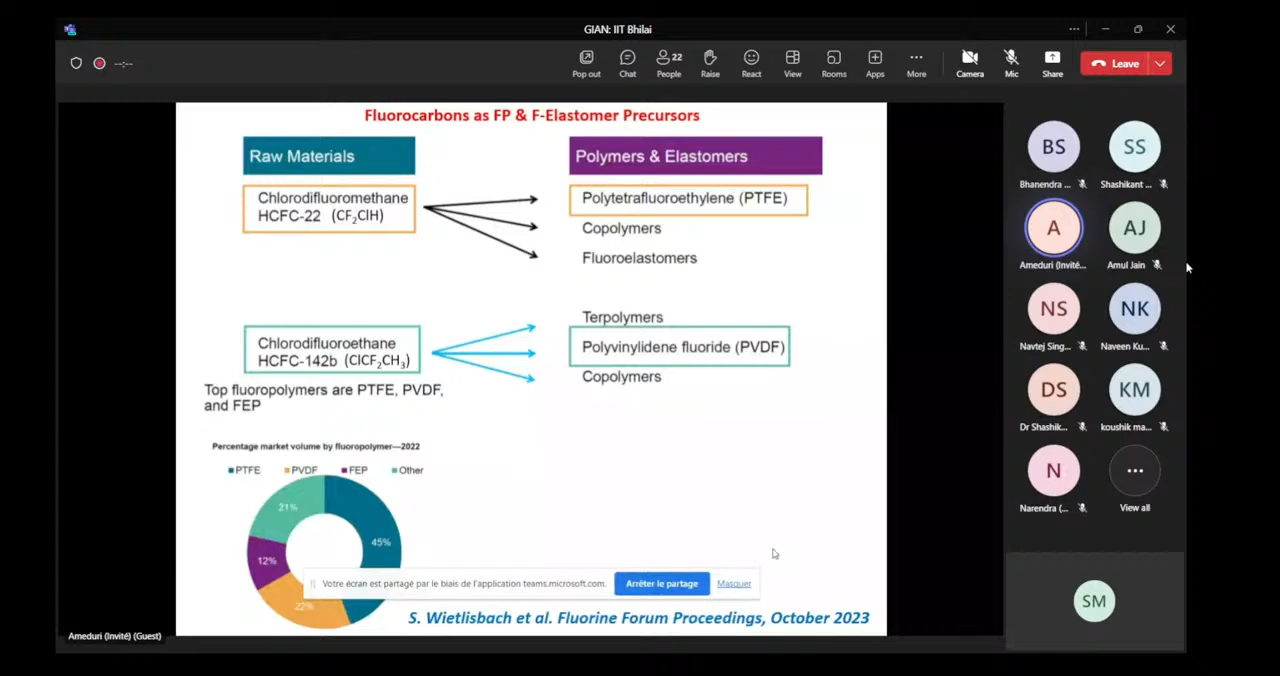 GIAN: IIT Bhilai
Pop out
Chat
22
People
Raise
React
View
Rooms
Apps
More
Camera
Mic
Share
Leave
--:--
Fluorocarbons as FP & F-Elastomer Precursors
Raw Materials
Polymers & Elastomers
Chlorodifluoromethane
HCFC-22 (CF₂ClH)
Polytetrafluoroethylene (PTFE)
Copolymers
Fluoroelastomers
Terpolymers
Chlorodifluoroethane
HCFC-142b (ClCF₂CH₃)
Polyvinylidene fluoride (PVDF)
Copolymers
Top fluoropolymers are PTFE, PVDF,
and FEP
Percentage market volume by fluoropolymer—2022
PTFE PVDF FEP Other
21%
45%
12%
22%
Votre écran est partagé par le biais de l'application teams.microsoft.com.
Arrêter le partage
Masquer
S. Wietlisbach et al. Fluorine Forum Proceedings, October 2023
Ameduri (Invité) (Guest)
BS
Bhanendra ...
SS
Shashikant ...
A
Ameduri (Invité...
AJ
Amul Jain
NS
Navtej Sing...
NK
Naveen Ku...
DS
Dr Shashik...
KM
koushik ma...
N
Narendra (...
View all
SM